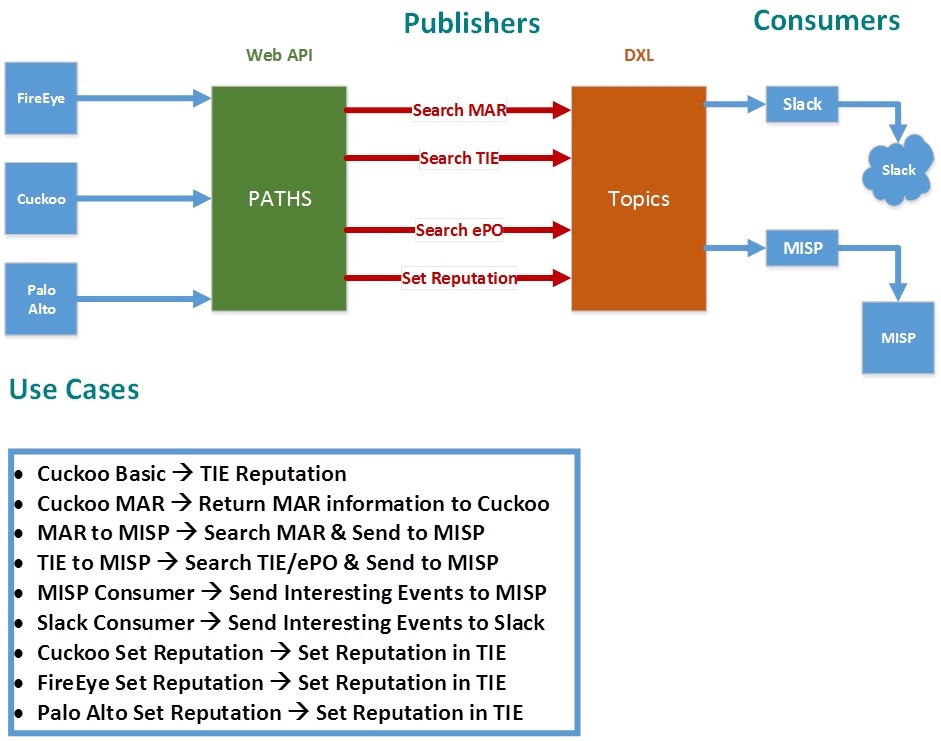 Publishers
Consumers
Web API
DXL
FireEye
Cuckoo
Palo
Alto
PATHS
Search MAR
Search TIE
Search ePO
Set Reputation
Topics
Slack
Slack
MISP
MISP
Use Cases
• Cuckoo Basic → TIE Reputation
• Cuckoo MAR → Return MAR information to Cuckoo
• MAR to MISP → Search MAR & Send to MISP
• TIE to MISP → Search TIE/ePO & Send to MISP
• MISP Consumer → Send Interesting Events to MISP
• Slack Consumer → Send Interesting Events to Slack
• Cuckoo Set Reputation → Set Reputation in TIE
• FireEye Set Reputation → Set Reputation in TIE
• Palo Alto Set Reputation → Set Reputation in TIE